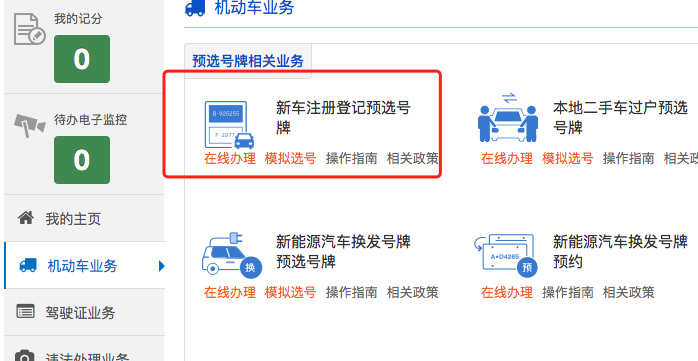 我的记分
0
待办电子监控
0
我的主页
机动车业务
驾驶证业务
违法处理业务
机动车业务
预选号牌相关业务
B·925255
F·2977
新车注册登记预选号
牌
在线办理 模拟选号 操作指南 相关政策
本地二手车过户预选
号牌
在线办理 模拟选号 操作指南 相关
换
新能源汽车换发号牌
预选号牌
在线办理 模拟选号 操作指南 相关政策
A·D4265
预
新能源汽车换发号牌
预约
在线办理 操作指南 相关政策